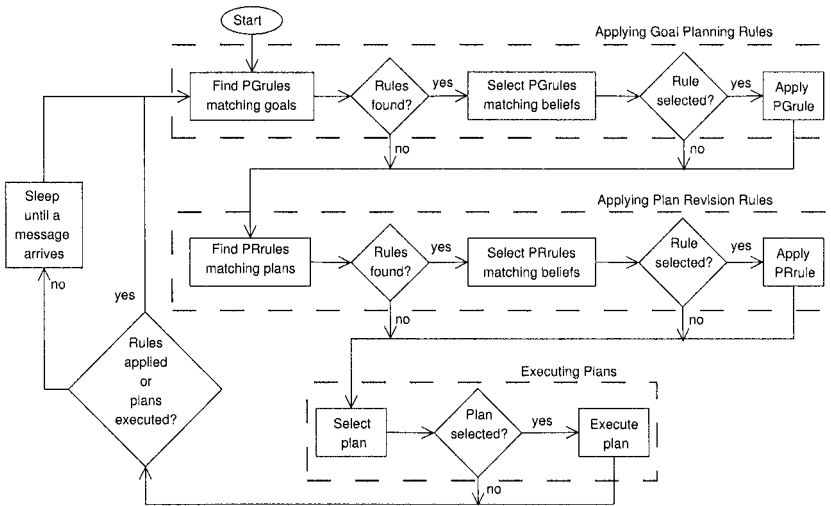 Start
Applying Goal Planning Rules
Find PGrules
matching goals
Rules
found?
yes
Select PGrules
matching beliefs
Rule
selected?
yes
Apply
PGrule
no
no
Sleep
until a
message
arrives
Applying Plan Revision Rules
Find PRrules
matching plans
Rules
found?
yes
Select PRrules
matching beliefs
Rule
selected?
yes
Apply
PRrule
no
no
no
yes
Rules
applied
or
plans
executed?
Executing Plans
Select
plan
Plan
selected?
yes
Execute
plan
no